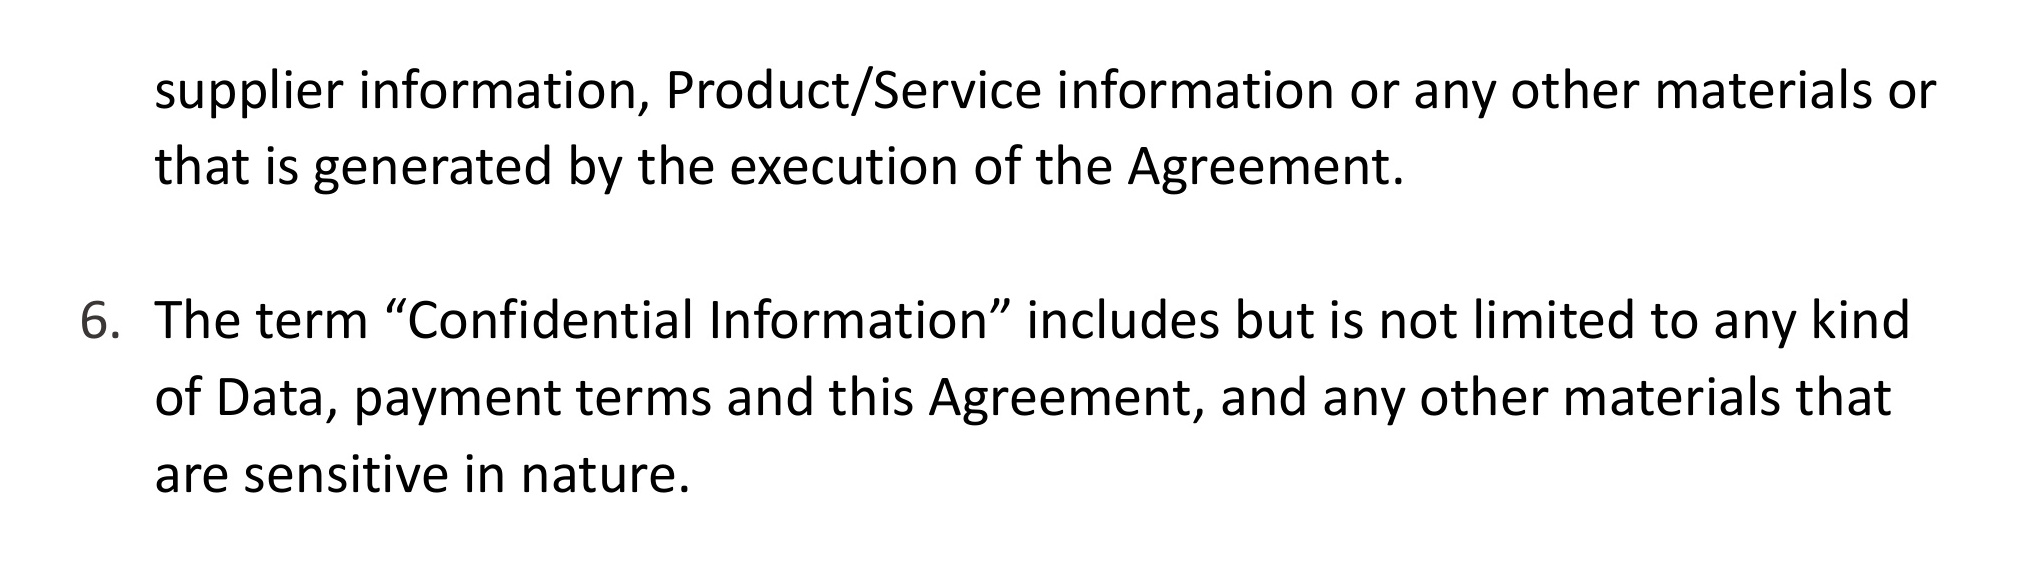 supplier information, Product/Service information or any other materials or
that is generated by the execution of the Agreement.
6. The term “Confidential Information” includes but is not limited to any kind
of Data, payment terms and this Agreement, and any other materials that
are sensitive in nature.